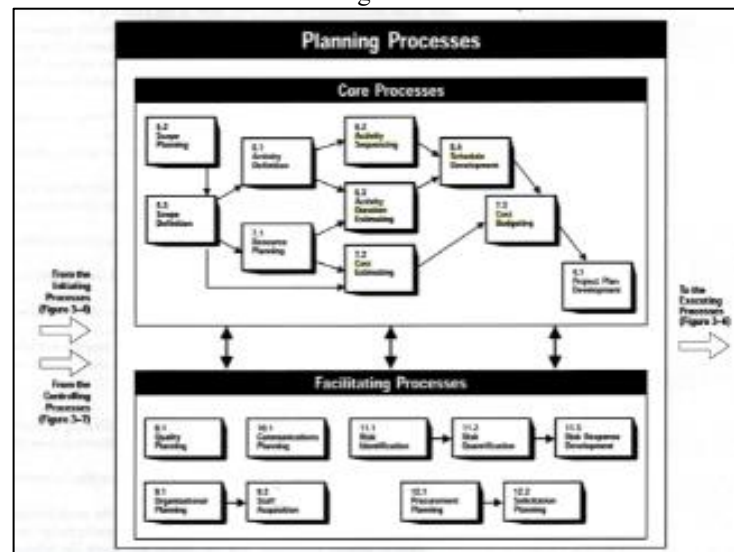 Planning Processes
Core Processes
5.2
Scope
Planning
5.3
Scope
Definition
6.1
Activity
Definition
7.1
Resource
Planning
6.2
Activity
Sequencing
6.3
Activity
Duration
Estimating
7.2
Cost
Estimating
6.4
Schedule
Development
7.3
Cost
Budgeting
4.1
Project Plan
Development
From the
Initiating
Processes
(Figure 3–4)
From the
Controlling
Processes
(Figure 3–7)
To the
Executing
Processes
(Figure 3–6)
Facilitating Processes
8.1
Quality
Planning
10.1
Communications
Planning
11.1
Risk
Identification
11.2
Risk
Quantification
11.3
Risk Response
Development
9.1
Organizational
Planning
9.2
Staff
Acquisition
12.1
Procurement
Planning
12.2
Solicitation
Planning